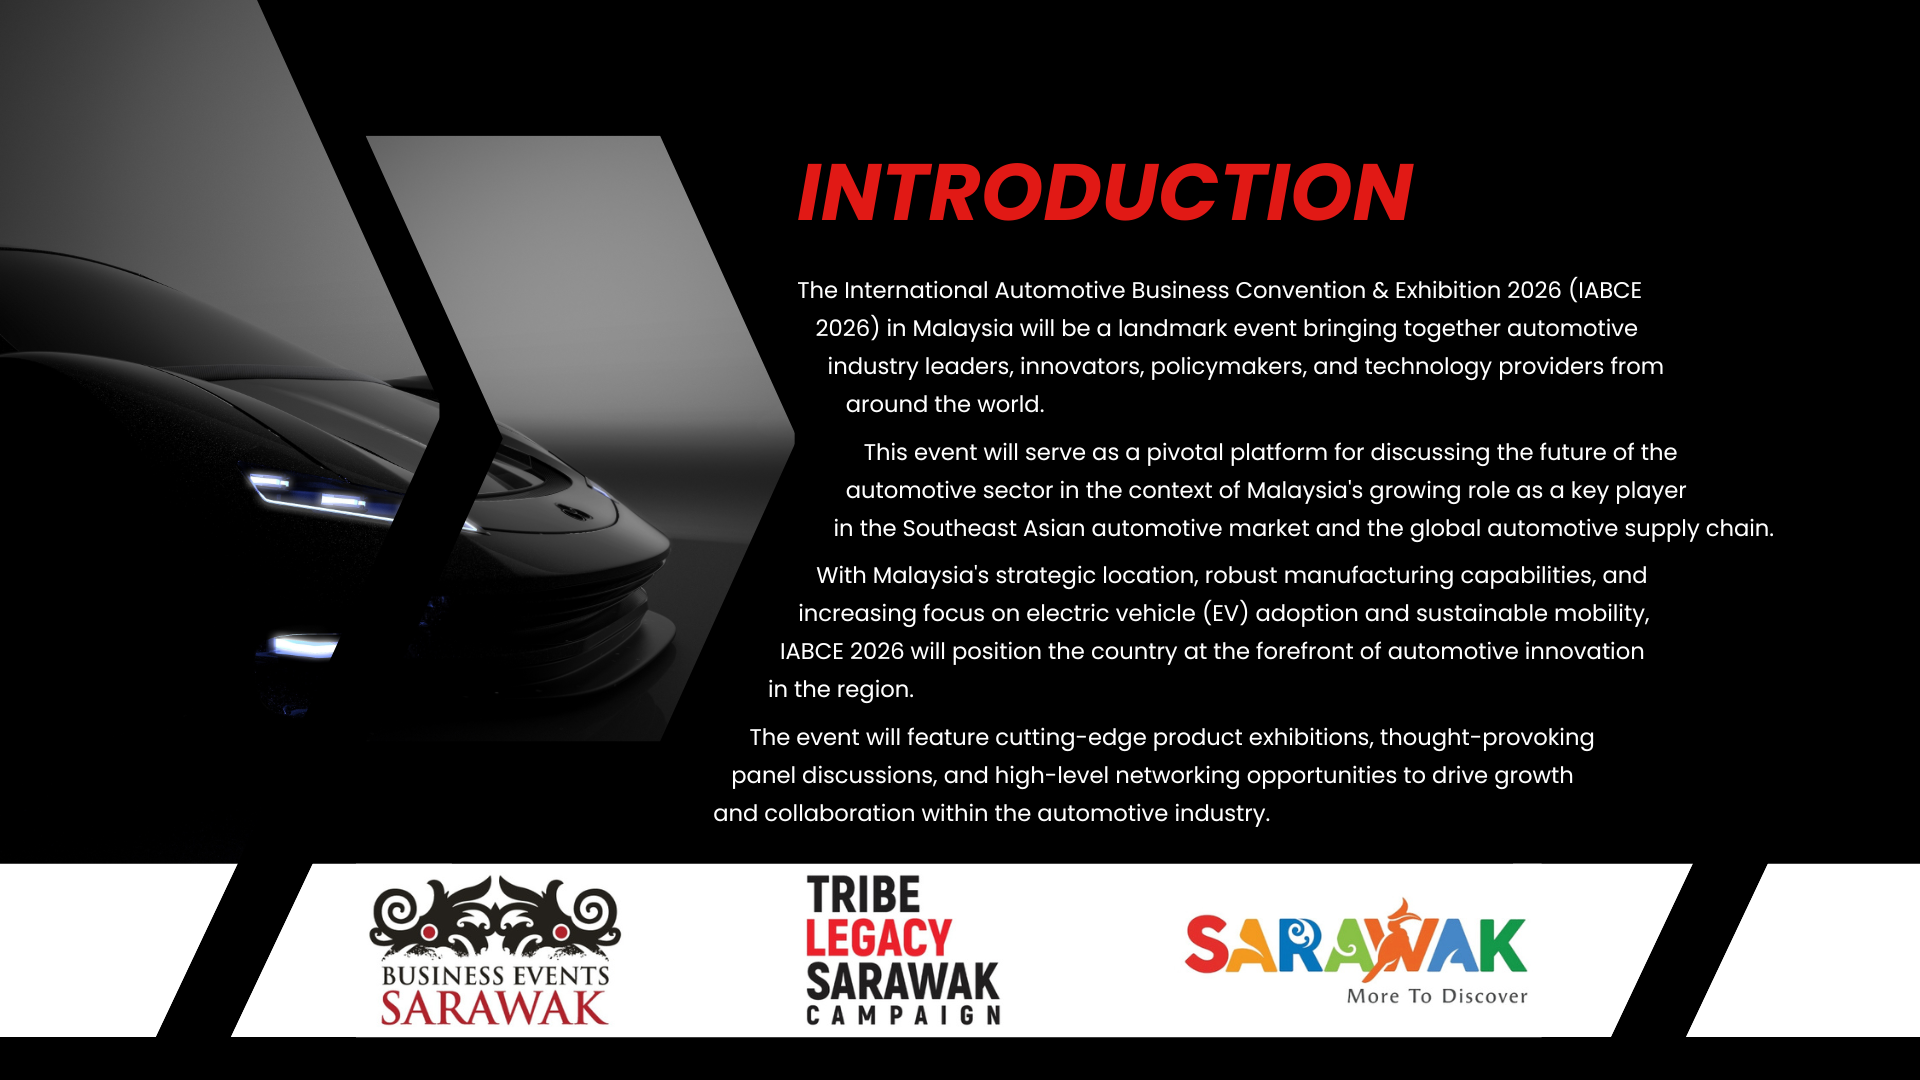 INTRODUCTION
The International Automotive Business Convention & Exhibition 2026 (IABCE
2026) in Malaysia will be a landmark event bringing together automotive
industry leaders, innovators, policymakers, and technology providers from
around the world.
This event will serve as a pivotal platform for discussing the future of the
automotive sector in the context of Malaysia's growing role as a key player
in the Southeast Asian automotive market and the global automotive supply chain.
With Malaysia's strategic location, robust manufacturing capabilities, and
increasing focus on electric vehicle (EV) adoption and sustainable mobility,
IABCE 2026 will position the country at the forefront of automotive innovation
in the region.
The event will feature cutting-edge product exhibitions, thought-provoking
panel discussions, and high-level networking opportunities to drive growth
and collaboration within the automotive industry.
BUSINESS EVENTS
SARAWAK
TRIBE
LEGACY
SARAWAK
CAMPAIGN
SARAWAK
More To Discover